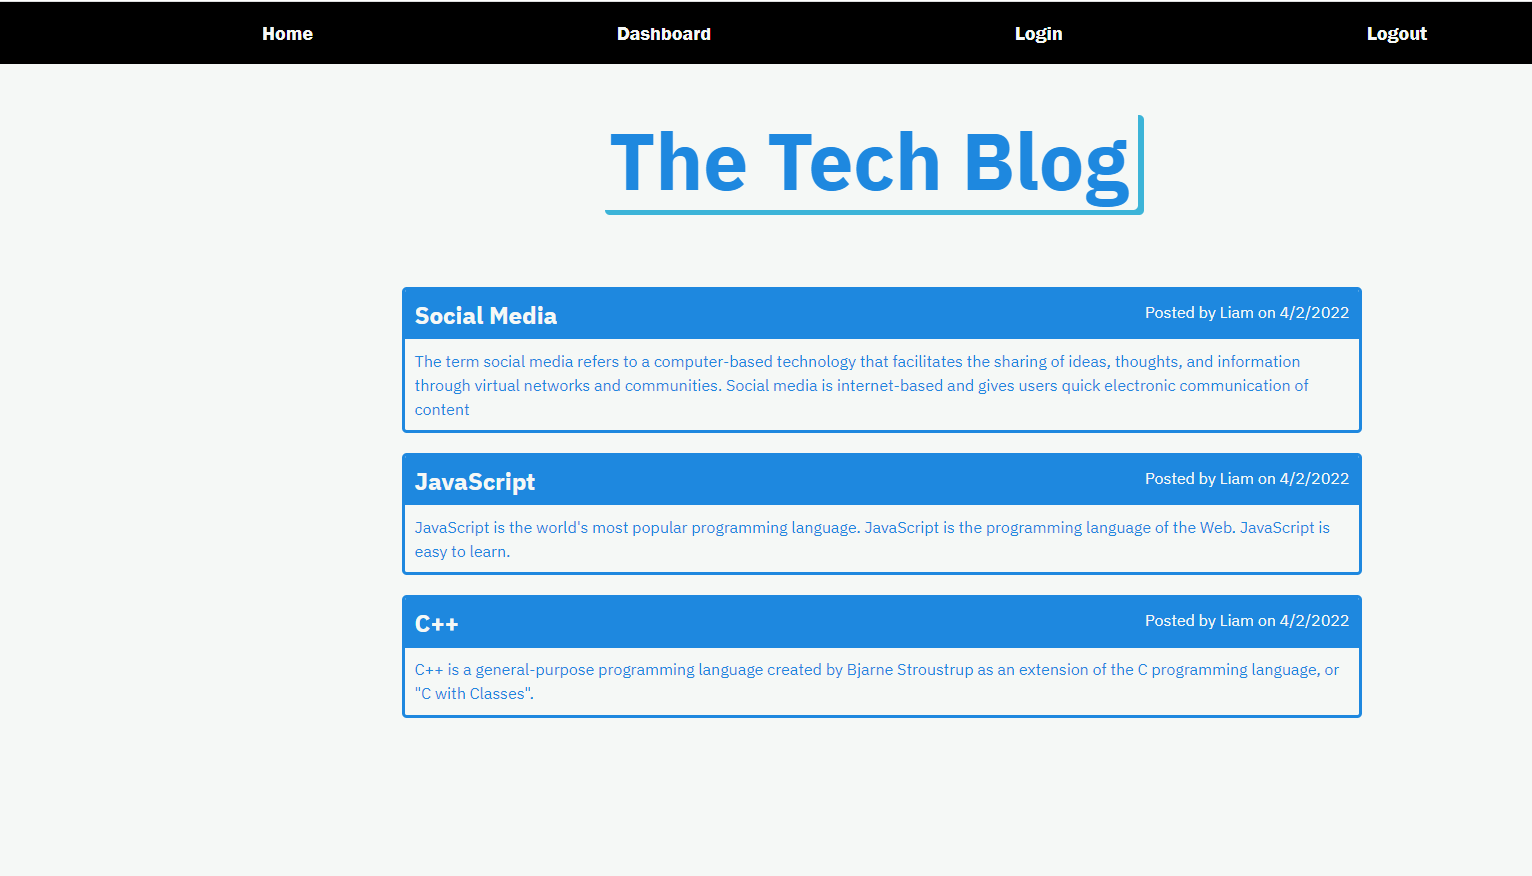 Home Dashboard Login Logout
The Tech Blog
Social Media Posted by Liam on 4/2/2022
The term social media refers to a computer-based technology that facilitates the sharing of ideas, thoughts, and information
through virtual networks and communities. Social media is internet-based and gives users quick electronic communication of
content
JavaScript Posted by Liam on 4/2/2022
JavaScript is the world's most popular programming language. JavaScript is the programming language of the Web. JavaScript is
easy to learn.
C++ Posted by Liam on 4/2/2022
C++ is a general-purpose programming language created by Bjarne Stroustrup as an extension of the C programming language, or
"C with Classes".